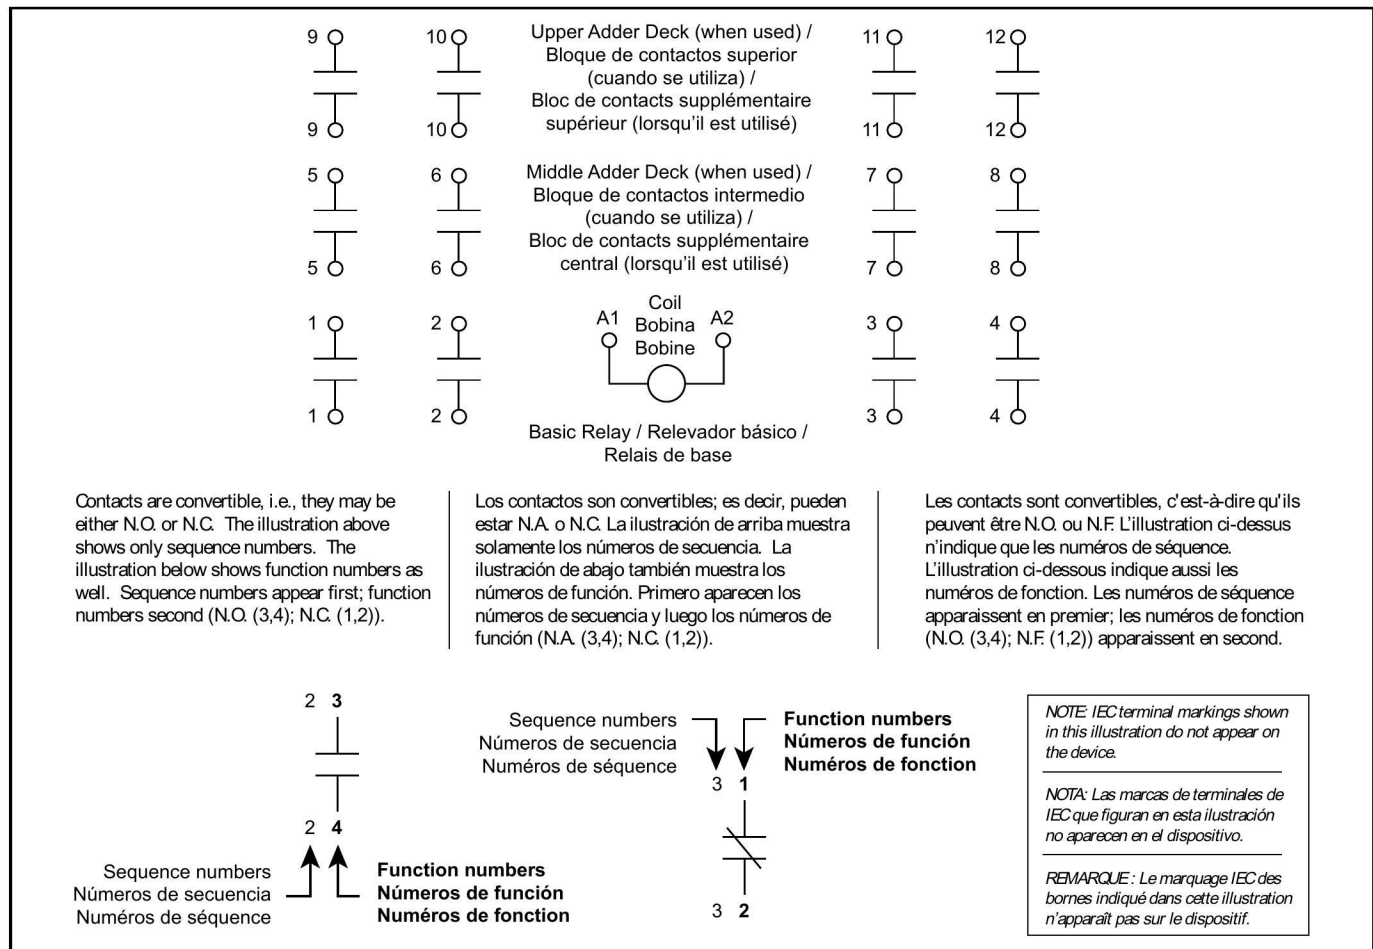 9
10
Upper Adder Deck (when used) /
Bloque de contactos superior
(cuando se utiliza) /
Bloc de contacts supplémentaire
supérieur (lorsqu'il est utilisé)
11
12
9
10
11
12
5
6
Middle Adder Deck (when used) /
Bloque de contactos intermedio
(cuando se utiliza) /
Bloc de contacts supplémentaire
central (lorsqu'il est utilisé)
7
8
5
6
7
8
1
2
A1
Coil
Bobina
Bobine
A2
3
4
1
2
3
4
Basic Relay / Relevador básico /
Relais de base
Contacts are convertible, i.e., they may be
either N.O. or N.C. The illustration above
shows only sequence numbers. The
illustration below shows function numbers as
well. Sequence numbers appear first; function
numbers second (N.O. (3,4); N.C. (1,2)).
Los contactos son convertibles; es decir, pueden
estar N.A. o N.C. La ilustración de arriba muestra
solamente los números de secuencia. La
ilustración de abajo también muestra los
números de función. Primero aparecen los
números de secuencia y luego los números de
función (N.A. (3,4); N.C. (1,2)).
Les contacts sont convertibles, c'est-à-dire qu'ils
peuvent être N.O. ou N.F. L'illustration ci-dessus
n'indique que les numéros de séquence.
L'illustration ci-dessous indique aussi les
numéros de fonction. Les numéros de séquence
apparaissent en premier; les numéros de fonction
(N.O. (3,4); N.F. (1,2)) apparaissent en second.
2 3
2 4
Sequence numbers
Números de secuencia
Numéros de séquence
Function numbers
Números de función
Numéros de fonction
Sequence numbers
Números de secuencia
Numéros de séquence
Function numbers
Números de función
Numéros de fonction
3 1
3 2
NOTE: IEC terminal markings shown
in this illustration do not appear on
the device.
NOTA: Las marcas de terminales de
IEC que figuran en esta ilustración
no aparecen en el dispositivo.
REMARQUE : Le marquage IEC des
bornes indiqué dans cette illustration
n'apparaît pas sur le dispositif.